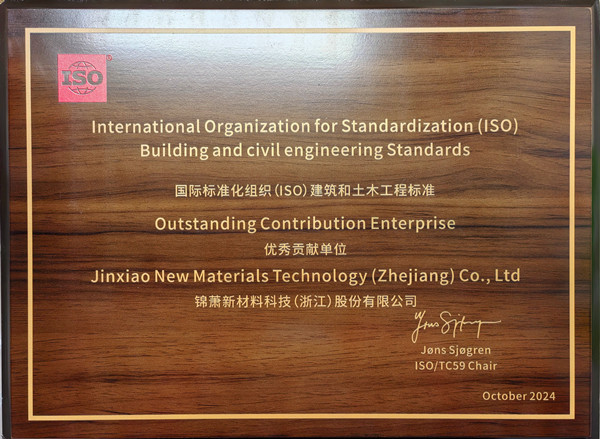 ISO
International Organization for Standardization (ISO)
Building and civil engineering Standards
国际标准化组织(ISO)建筑和土木工程标准
Outstanding Contribution Enterprise
优秀贡献单位
Jinxiao New Materials Technology (Zhejiang) Co., Ltd
锦萧新材料科技(浙江)股份有限公司
Jøns Sjøgren
ISO/TC59 Chair
October 2024